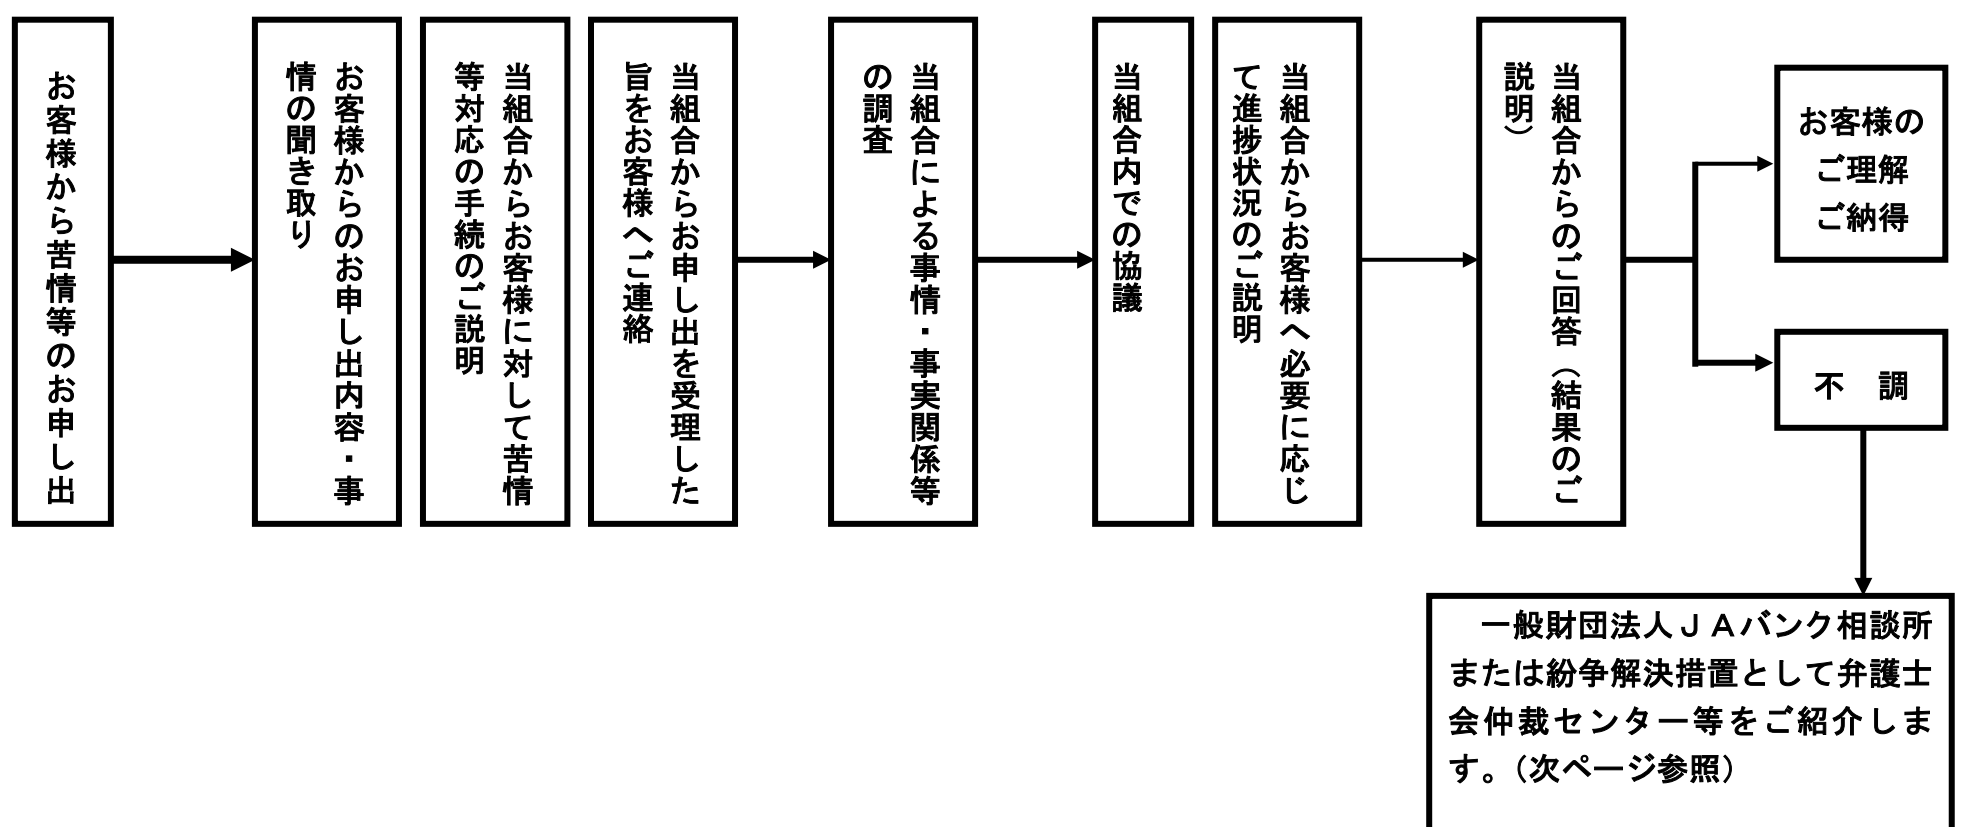 お客様から苦情等のお申し出
お客様からのお申し出内容・事
情の聞き取り
当組合からお客様に対して苦情
等対応の手続のご説明
当組合からお申し出を受理した
旨をお客様へご連絡
当組合による事情・事実関係等
の調査
当組合内での協議
当組合からお客様へ必要に応じ
て進捗状況のご説明
当組合からのご回答（結果のご
説明）
お客様の
ご理解
ご納得
不　調
一般財団法人ＪＡバンク相談所
または紛争解決措置として弁護士
会仲裁センター等をご紹介しま
す。（次ページ参照）